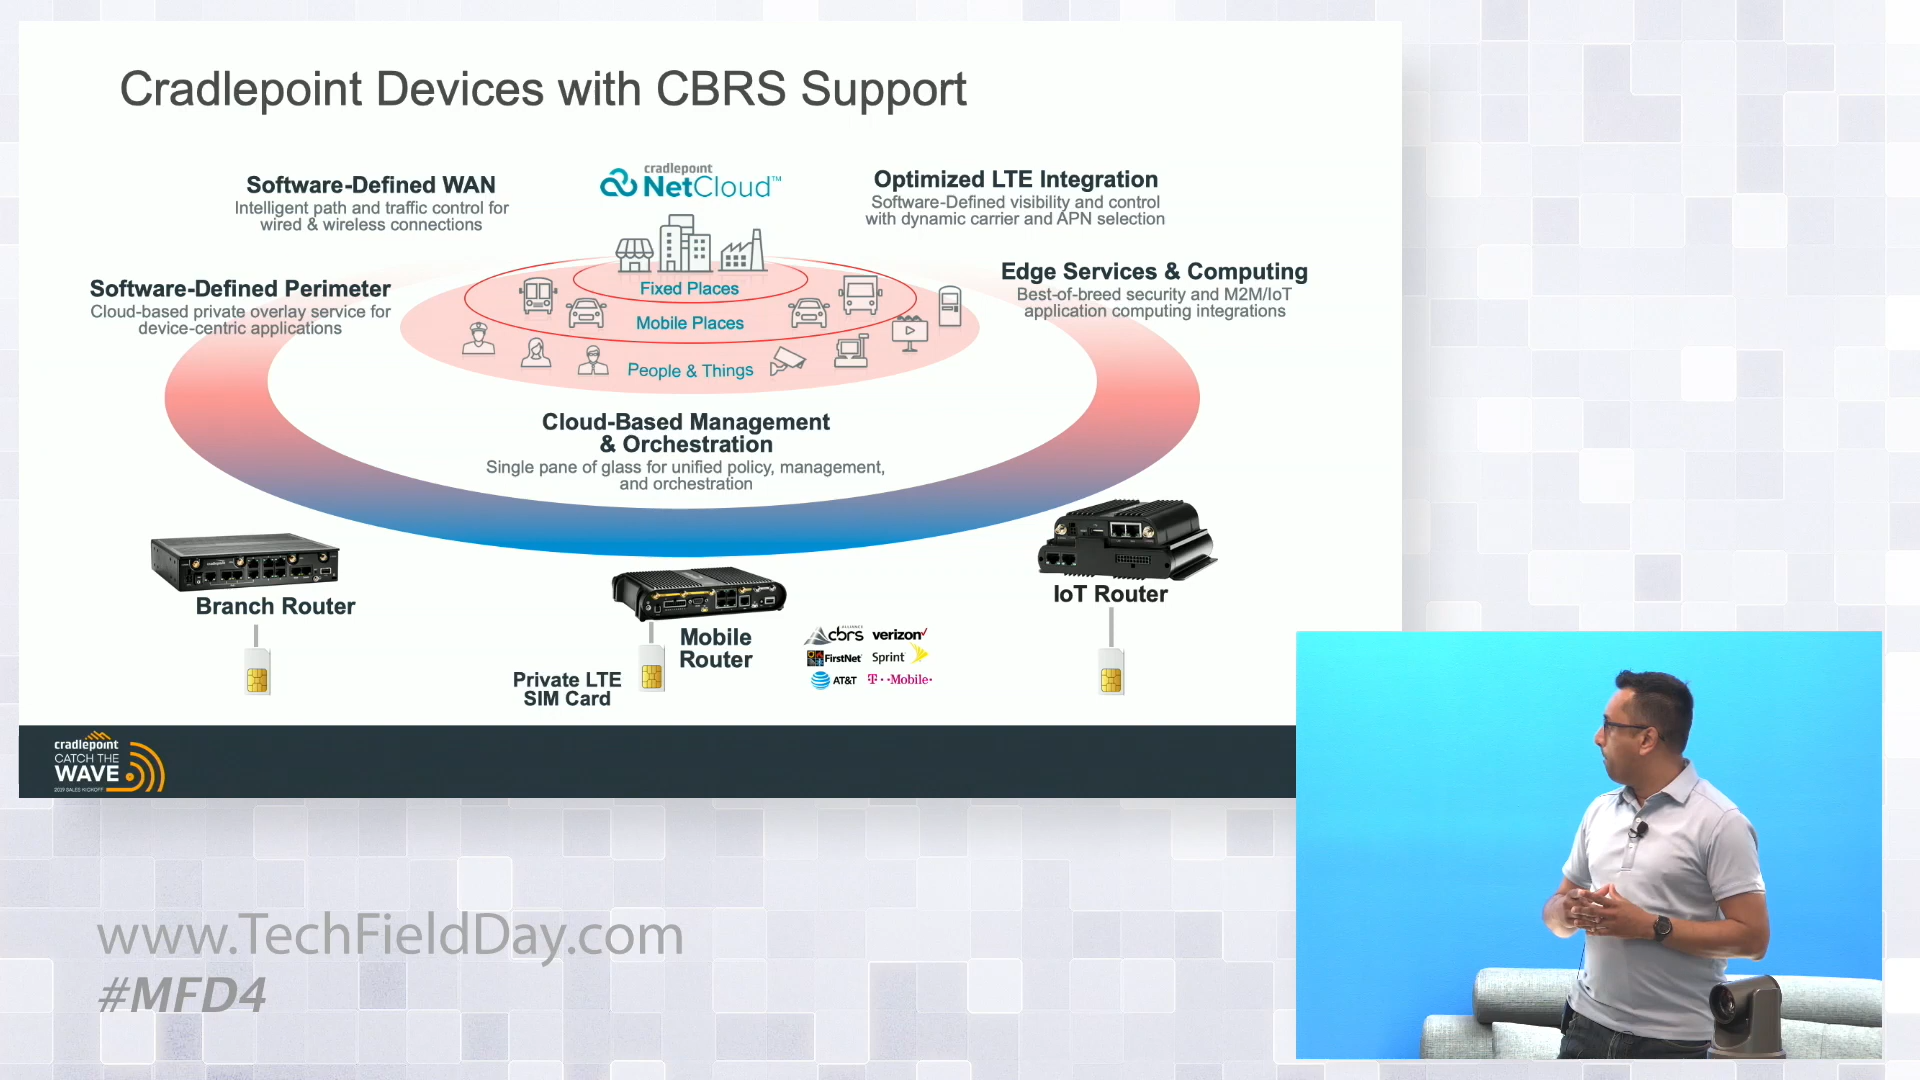 Cradlepoint Devices with CBRS Support
Software-Defined WAN
Intelligent path and traffic control for
wired & wireless connections
cradlepoint
NetCloud™
Optimized LTE Integration
Software-Defined visibility and control
with dynamic carrier and APN selection
Software-Defined Perimeter
Cloud-based private overlay service for
device-centric applications
Edge Services & Computing
Best-of-breed security and M2M/IoT
application computing integrations
Fixed Places
Mobile Places
People & Things
Cloud-Based Management
& Orchestration
Single pane of glass for unified policy, management,
and orchestration
Branch Router
Mobile
Router
IoT Router
Private LTE
SIM Card
ALLIANCE
cbrs
verizon✓
FirstNet
Sprint
AT&T
T··Mobile·
cradlepoint
CATCH THE
WAVE
2019 SALES KICKOFF
www.TechFieldDay.com
#MFD4